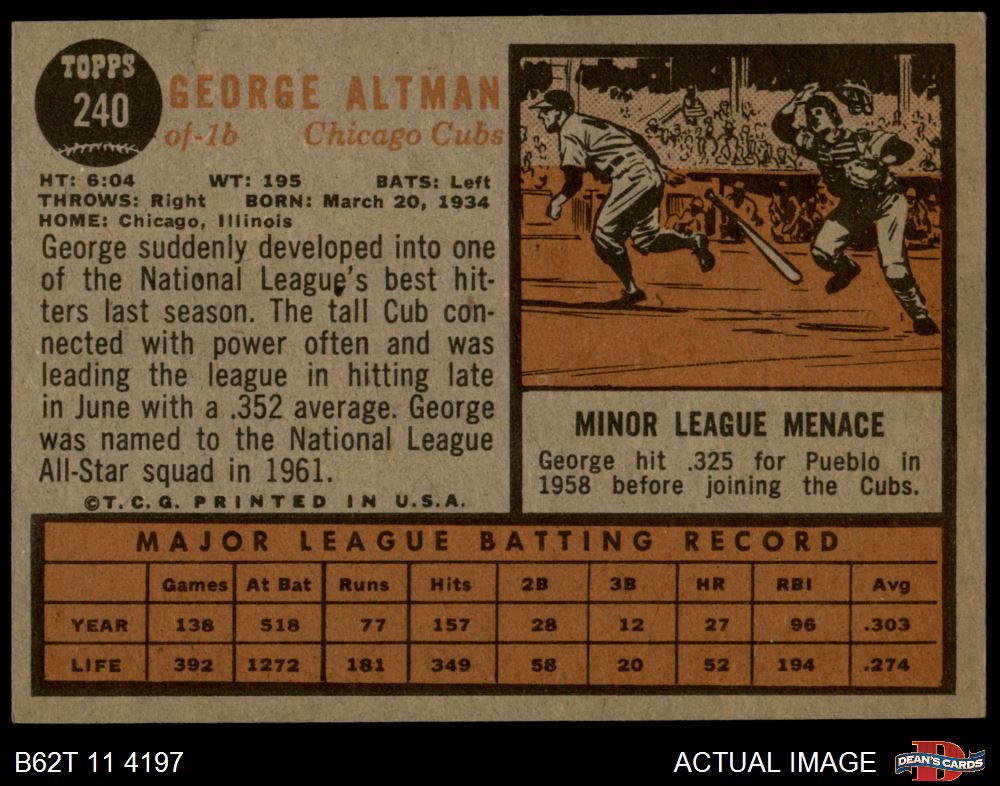 TOPPS
240
GEORGE ALTMAN
of-1b Chicago Cubs
HT: 6:04 WT: 195 BATS: Left
THROWS: Right BORN: March 20, 1934
HOME: Chicago, Illinois
George suddenly developed into one
of the National League's best hit-
ters last season. The tall Cub con-
nected with power often and was
leading the league in hitting late
in June with a .352 average. George
was named to the National League
All-Star squad in 1961.
©T.C.G. PRINTED IN U.S.A.
MINOR LEAGUE MENACE
George hit .325 for Pueblo in
1958 before joining the Cubs.
MAJOR LEAGUE BATTING RECORD
Games At Bat Runs Hits 2B 3B HR RBI Avg
YEAR 138 518 77 157 28 12 27 96 .303
LIFE 392 1272 181 349 58 20 52 194 .274
B62T 11 4197
ACTUAL IMAGE
D
DEAN'S CARDS